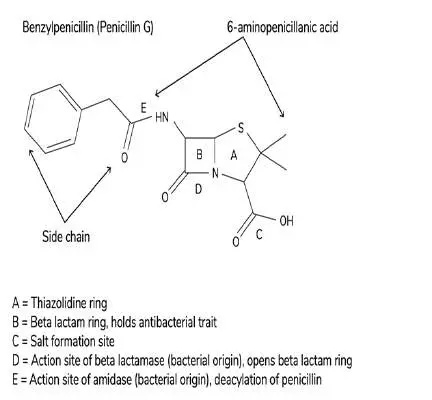 Benzylpenicillin (Penicillin G)
6-aminopenicillanic acid
E
HN
S
B
A
O
N
O
D
OH
Side chain
O
C
A = Thiazolidine ring
B = Beta lactam ring, holds antibacterial trait
C = Salt formation site
D = Action site of beta lactamase (bacterial origin), opens beta lactam ring
E = Action site of amidase (bacterial origin), deacylation of penicillin